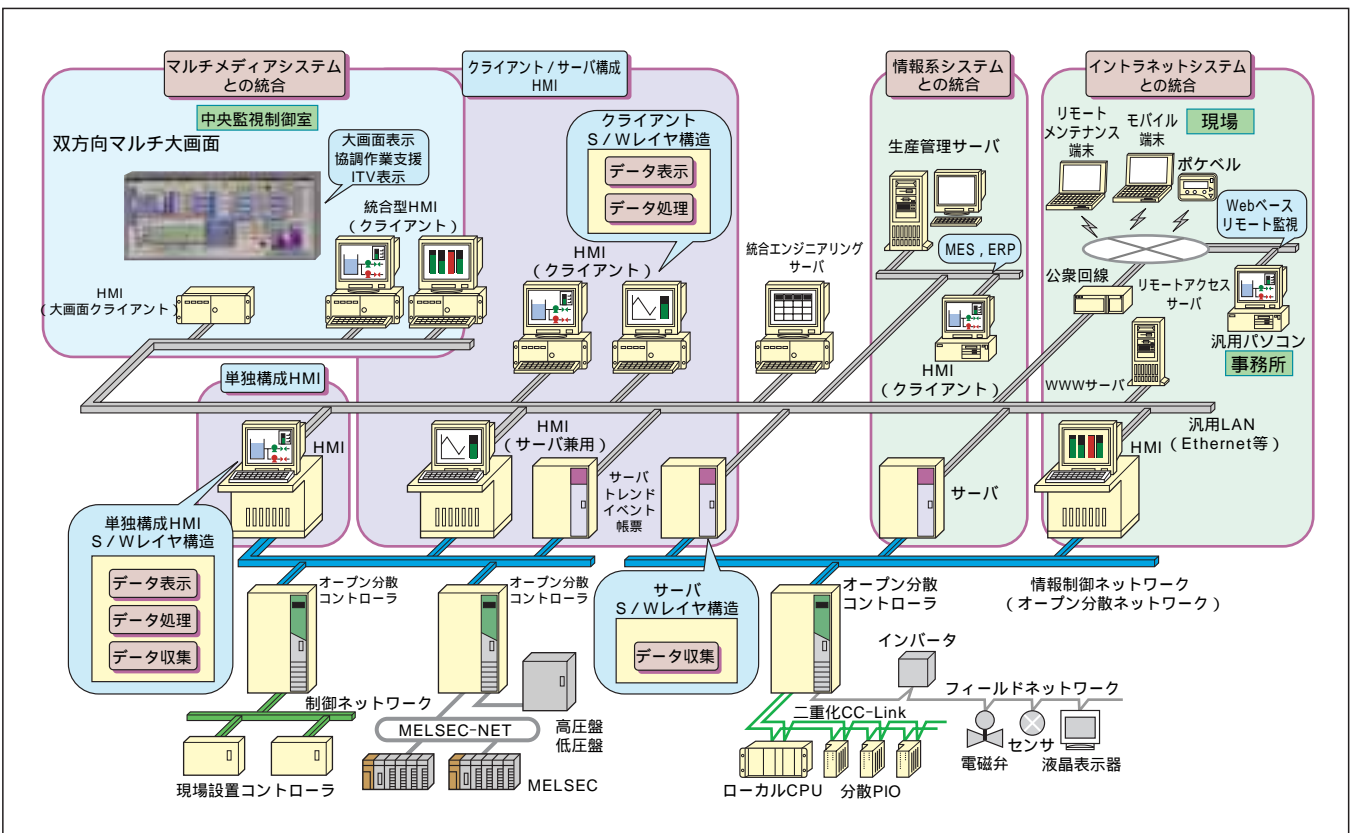 マルチメディアシステム
との統合
クライアント/サーバ構成
HMI
情報系システム
との統合
イントラネットシステム
との統合
中央監視制御室
双方向マルチ大画面
大画面表示
協調作業支援
ITV表示
統合型HMI
(クライアント)
HMI
(大画面クライアント)
クライアント
S/Wレイヤ構造
データ表示
データ処理
HMI
(クライアント)
統合エンジニアリング
サーバ
生産管理サーバ
MES,ERP
HMI
(クライアント)
リモート
メンテナンス
端末
モバイル
端末
現場
ポケベル
Webベース
リモート監視
公衆回線
リモートアクセス
サーバ
汎用パソコン
事務所
WWWサーバ
汎用LAN
(Ethernet等)
単独構成HMI
HMI
HMI
(サーバ兼用)
サーバ
トレンド
イベント
帳票
サーバ
HMI
単独構成HMI
S/Wレイヤ構造
データ表示
データ処理
データ収集
オープン分散
コントローラ
オープン分散
コントローラ
サーバ
S/Wレイヤ構造
データ収集
オープン分散
コントローラ
情報制御ネットワーク
(オープン分散ネットワーク)
インバータ
制御ネットワーク
MELSEC-NET
高圧盤
低圧盤
二重化CC-Link
フィールドネットワーク
電磁弁
センサ
液晶表示器
現場設置コントローラ
MELSEC
ローカルCPU
分散PIO